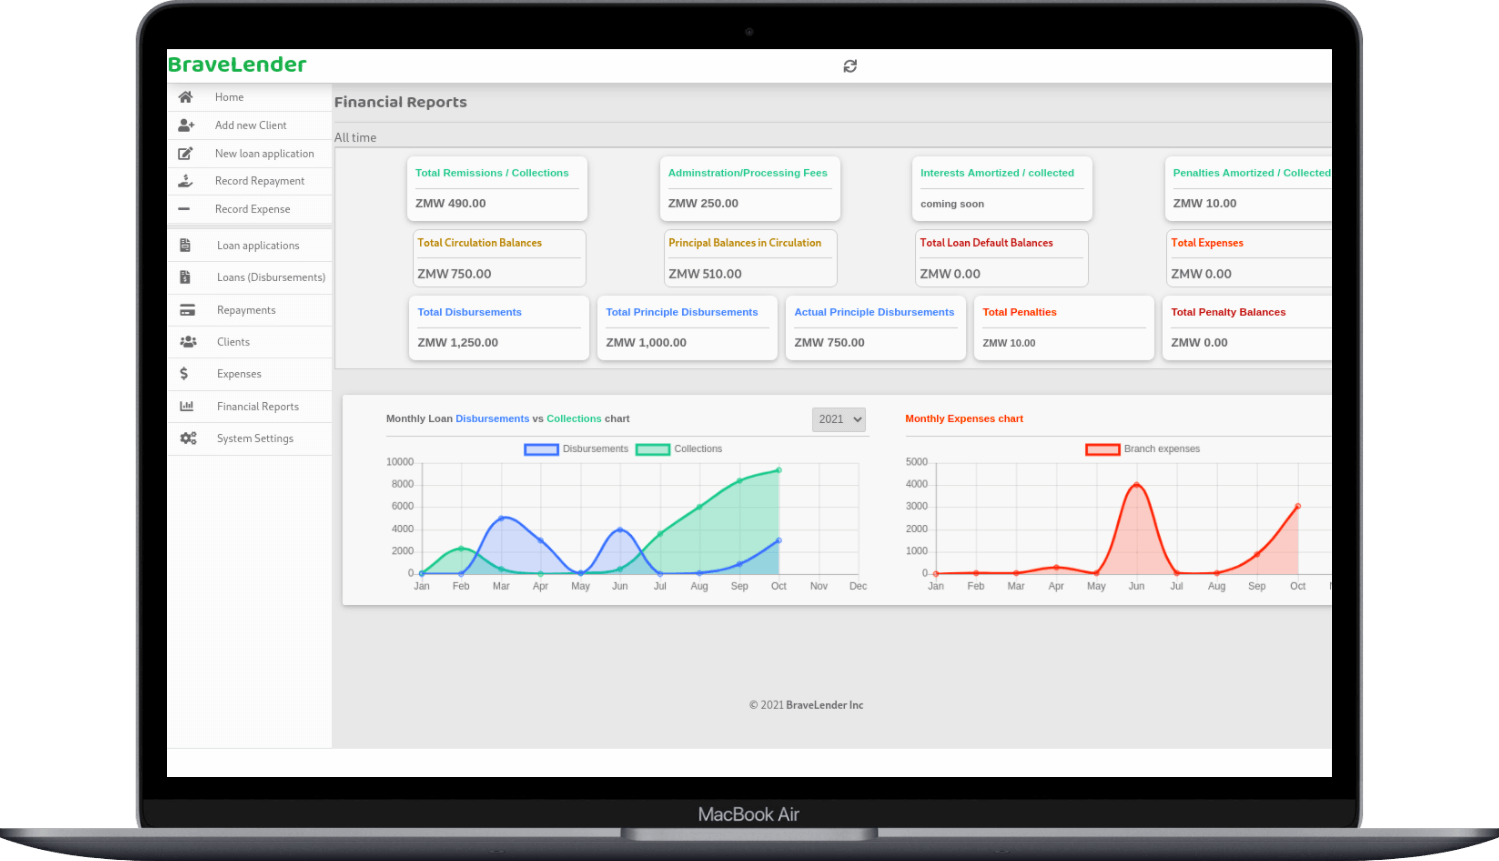 BraveLender
Home
Add new Client
New loan application
Record Repayment
Record Expense
Loan applications
Loans (Disbursements)
Repayments
Clients
Expenses
Financial Reports
System Settings
Financial Reports
All time
Total Remissions / Collections
ZMW 490.00
Adminstration/Processing Fees
ZMW 250.00
Interests Amortized / collected
coming soon
Penalties Amortized / Collected
ZMW 10.00
Total Circulation Balances
ZMW 750.00
Principal Balances in Circulation
ZMW 510.00
Total Loan Default Balances
ZMW 0.00
Total Expenses
ZMW 0.00
Total Disbursements
ZMW 1,250.00
Total Principle Disbursements
ZMW 1,000.00
Actual Principle Disbursements
ZMW 750.00
Total Penalties
ZMW 10.00
Total Penalty Balances
ZMW 0.00
Monthly Loan Disbursements vs Collections chart
2021
Disbursements Collections
10000
8000
6000
4000
2000
0
Jan Feb Mar Apr May Jun Jul Aug Sep Oct Nov Dec
Monthly Expenses chart
Branch expenses
5000
4000
3000
2000
1000
0
Jan Feb Mar Apr May Jun Jul Aug Sep Oct
© 2021 BraveLender Inc
MacBook Air